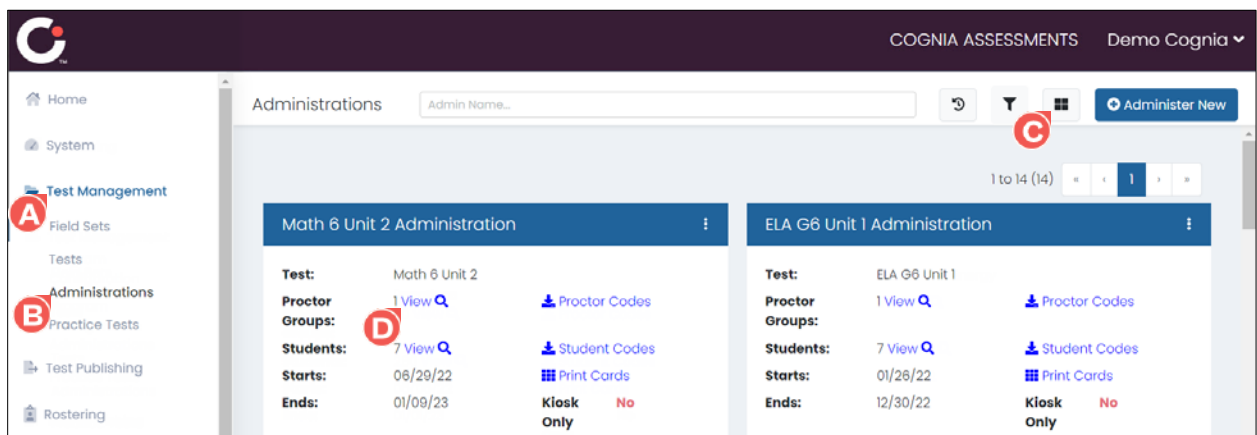 COGNIA ASSESSMENTS Demo Cognia
TM
Home
Administrations Admin Name... Administer New
C
System
1 to 14 (14) « ‹ 1 › »
Test Management
A
Field Sets
Math 6 Unit 2 Administration ELA G6 Unit 1 Administration
Tests
Test: Math 6 Unit 2 Test: ELA G6 Unit 1
Administrations
Proctor Groups: 1 View Proctor Codes Proctor Groups: 1 View Proctor Codes
B
D
Practice Tests
Students: 7 View Student Codes Students: 7 View Student Codes
Test Publishing
Starts: 06/29/22 Print Cards Starts: 01/26/22 Print Cards
Ends: 01/09/23 Kiosk Only No Ends: 12/30/22 Kiosk Only No
Rostering